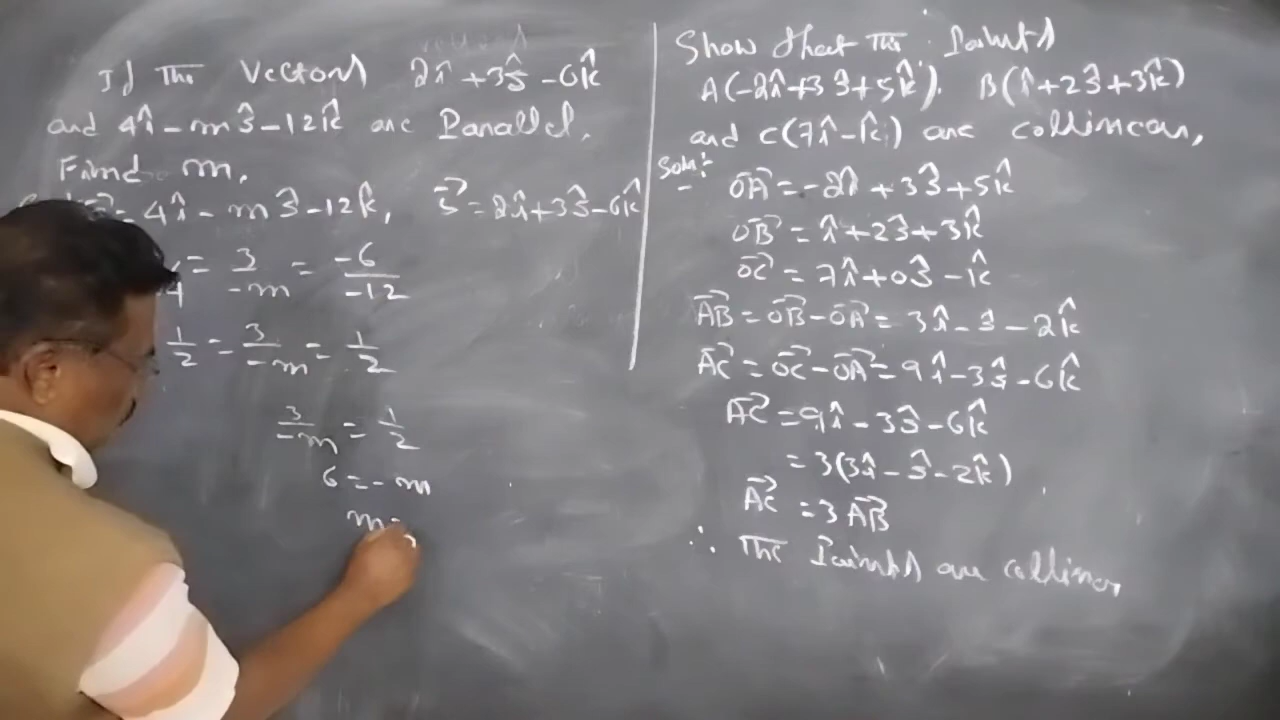 If The Vectors 2î + 3ĵ - 6k̂
and 4î - mĵ - 12k̂ are Parallel.
Find m.
= 4î - mĵ - 12k̂, b⃗ = 2î + 3ĵ - 6k̂
= 3/-m = -6/-12
1/2 = 3/-m = 1/2
3/-m = 1/2
6 = -m
m =
Show that The Points
A(-2î + 3ĵ + 5k̂). B(î + 2ĵ + 3k̂)
and C(7î - k̂) are collinear.
Soln:-
OA⃗ = -2î + 3ĵ + 5k̂
OB⃗ = î + 2ĵ + 3k̂
OC⃗ = 7î + 0ĵ - 1k̂
AB⃗ = OB⃗ - OA⃗ = 3î - ĵ - 2k̂
AC⃗ = OC⃗ - OA⃗ = 9î - 3ĵ - 6k̂
AC⃗ = 9î - 3ĵ - 6k̂
= 3(3î - ĵ - 2k̂)
AC⃗ = 3 AB⃗
∴ The Points are